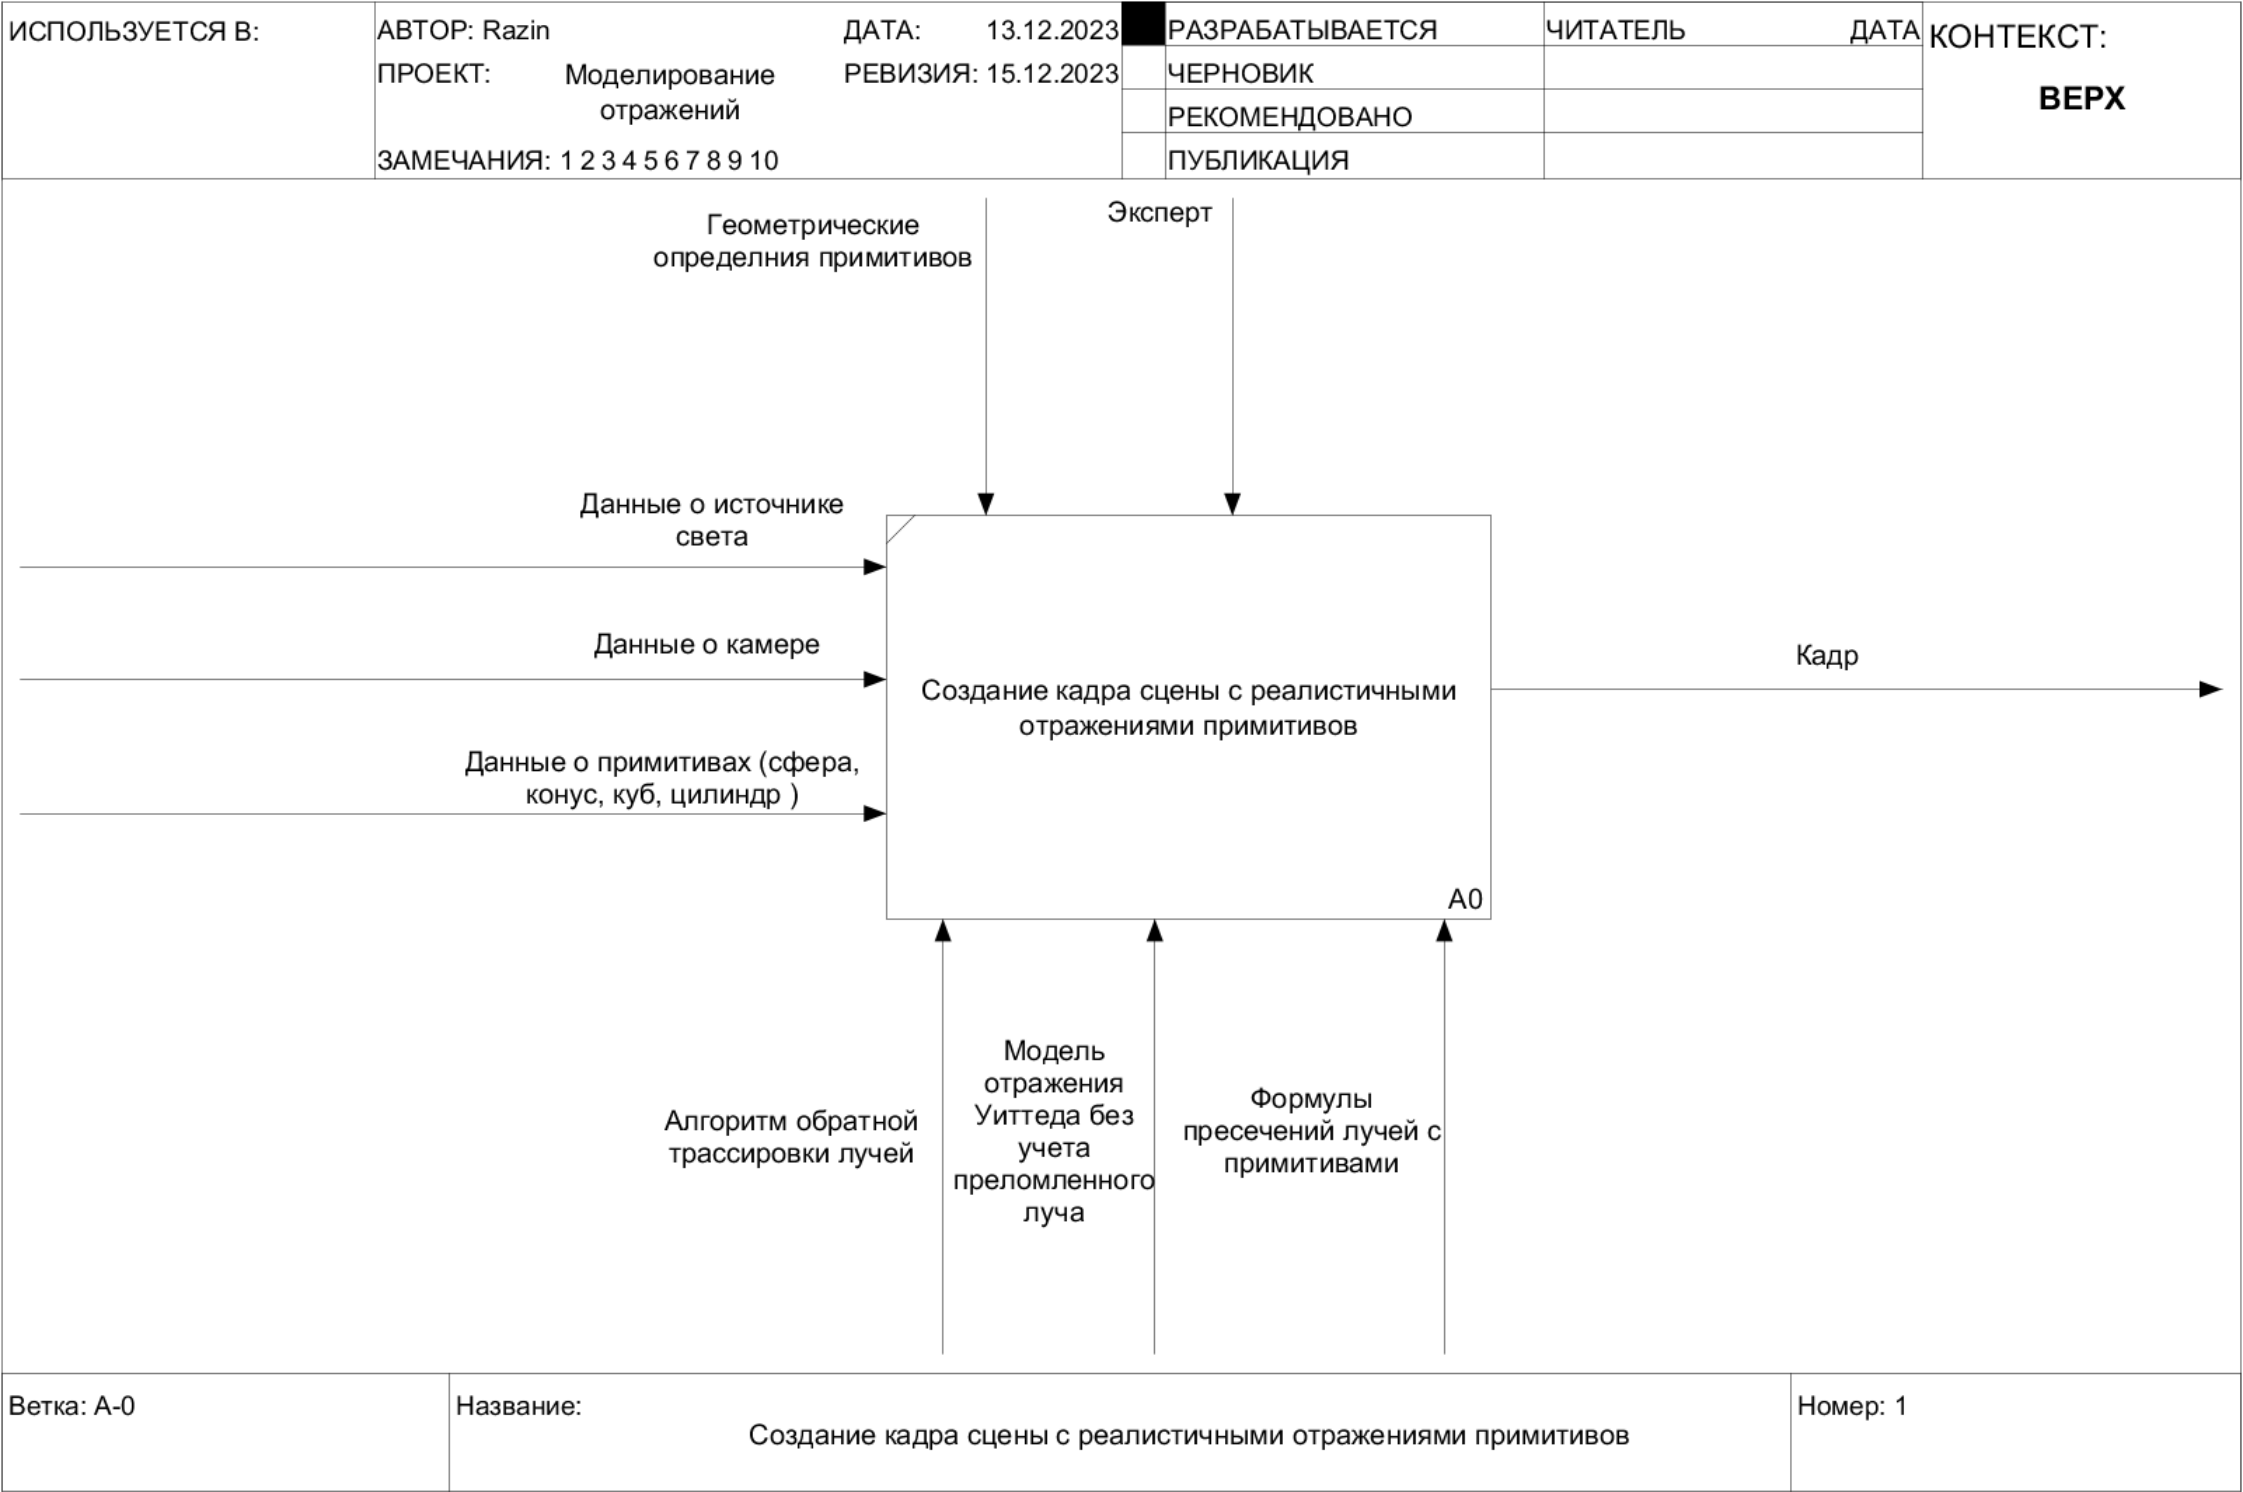 ИСПОЛЬЗУЕТСЯ В:
АВТОР: Razin
ДАТА: 13.12.2023
ПРОЕКТ: Моделирование
отражений
РЕВИЗИЯ: 15.12.2023
ЗАМЕЧАНИЯ: 1 2 3 4 5 6 7 8 9 10
РАЗРАБАТЫВАЕТСЯ
ЧЕРНОВИК
РЕКОМЕНДОВАНО
ПУБЛИКАЦИЯ
ЧИТАТЕЛЬ ДАТА
КОНТЕКСТ:
ВЕРХ
Геометрические
определния примитивов
Эксперт
Данные о источнике
света
Данные о камере
Данные о примитивах (сфера,
конус, куб, цилиндр )
Создание кадра сцены с реалистичными
отражениями примитивов
A0
Кадр
Алгоритм обратной
трассировки лучей
Модель
отражения
Уиттеда без
учета
преломленного
луча
Формулы
пресечений лучей с
примитивами
Ветка: A-0
Название:
Создание кадра сцены с реалистичными отражениями примитивов
Номер: 1